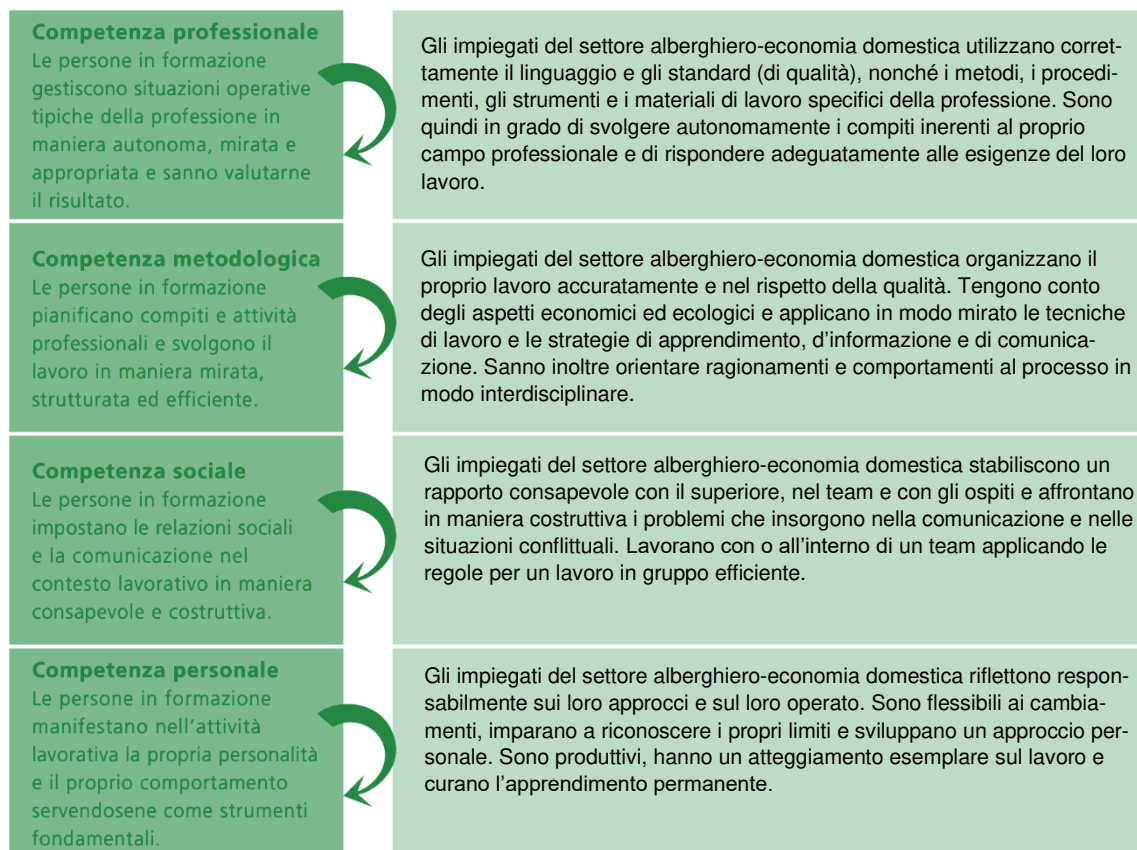 Competenza professionale
Le persone in formazione
gestiscono situazioni operative
tipiche della professione in
maniera autonoma, mirata e
appropriata e sanno valutarne
il risultato.
Gli impiegati del settore alberghiero-economia domestica utilizzano corret-
tamente il linguaggio e gli standard (di qualità), nonché i metodi, i procedi-
menti, gli strumenti e i materiali di lavoro specifici della professione. Sono
quindi in grado di svolgere autonomamente i compiti inerenti al proprio
campo professionale e di rispondere adeguatamente alle esigenze del loro
lavoro.
Competenza metodologica
Le persone in formazione
pianificano compiti e attività
professionali e svolgono il
lavoro in maniera mirata,
strutturata ed efficiente.
Gli impiegati del settore alberghiero-economia domestica organizzano il
proprio lavoro accuratamente e nel rispetto della qualità. Tengono conto
degli aspetti economici ed ecologici e applicano in modo mirato le tecniche
di lavoro e le strategie di apprendimento, d’informazione e di comunica-
zione. Sanno inoltre orientare ragionamenti e comportamenti al processo in
modo interdisciplinare.
Competenza sociale
Le persone in formazione
impostano le relazioni sociali
e la comunicazione nel
contesto lavorativo in maniera
consapevole e costruttiva.
Gli impiegati del settore alberghiero-economia domestica stabiliscono un
rapporto consapevole con il superiore, nel team e con gli ospiti e affrontano
in maniera costruttiva i problemi che insorgono nella comunicazione e nelle
situazioni conflittuali. Lavorano con o all’interno di un team applicando le
regole per un lavoro in gruppo efficiente.
Competenza personale
Le persone in formazione
manifestano nell’attività
lavorativa la propria personalità
e il proprio comportamento
servendosene come strumenti
fondamentali.
Gli impiegati del settore alberghiero-economia domestica riflettono respon-
sabilmente sui loro approcci e sul loro operato. Sono flessibili ai cambia-
menti, imparano a riconoscere i propri limiti e sviluppano un approccio per-
sonale. Sono produttivi, hanno un atteggiamento esemplare sul lavoro e
curano l’apprendimento permanente.